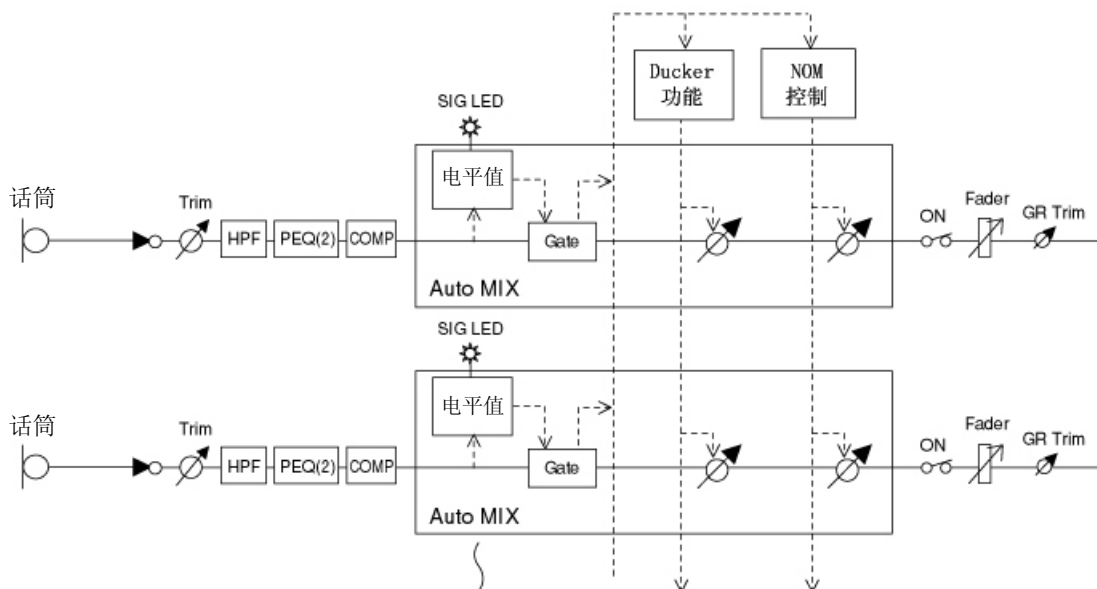 Ducker
功能
NOM
控制
SIG LED
电平值
话筒
Trim
HPF
PEQ(2)
COMP
Gate
ON
Fader
GR Trim
Auto MIX
SIG LED
电平值
话筒
Trim
HPF
PEQ(2)
COMP
Gate
ON
Fader
GR Trim
Auto MIX